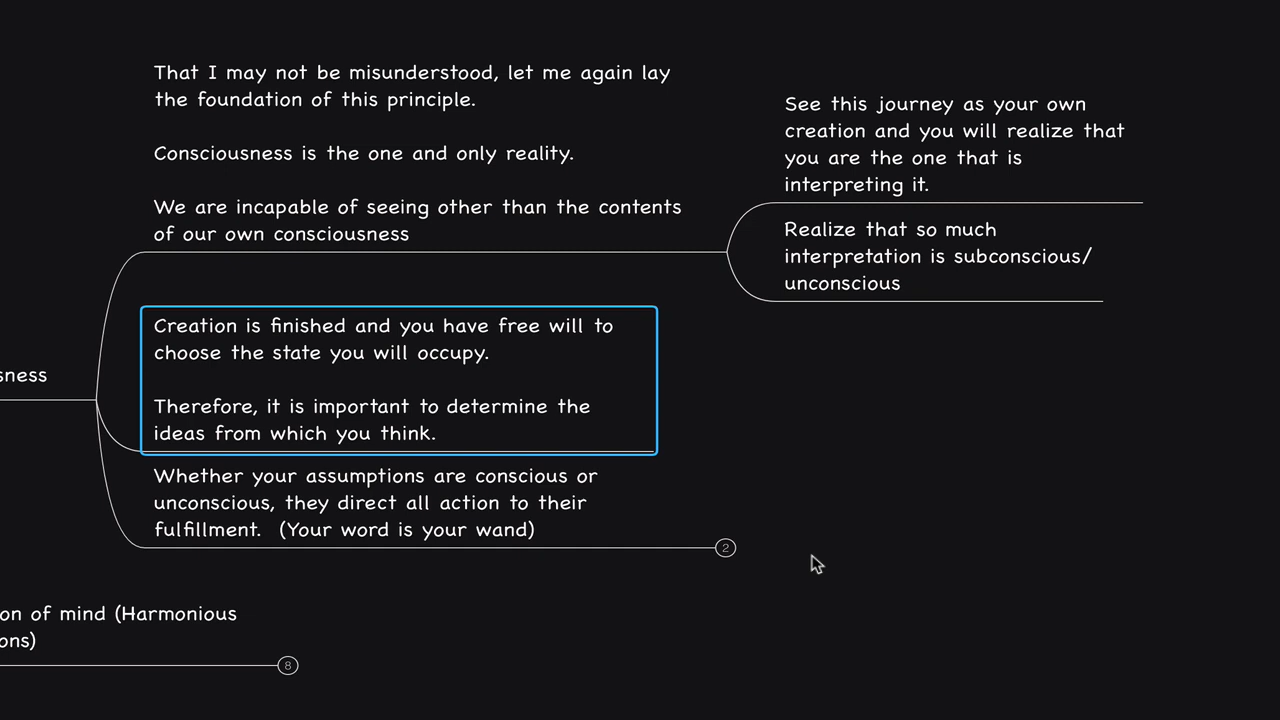 That I may not be misunderstood, let me again lay
the foundation of this principle.
Consciousness is the one and only reality.
We are incapable of seeing other than the contents
of our own consciousness
See this journey as your own
creation and you will realize that
you are the one that is
interpreting it.
Realize that so much
interpretation is subconscious/
unconscious
Creation is finished and you have free will to
choose the state you will occupy.
Therefore, it is important to determine the
ideas from which you think.
sness
Whether your assumptions are conscious or
unconscious, they direct all action to their
fulfillment. (Your word is your wand)
2
on of mind (Harmonious
ons)
8